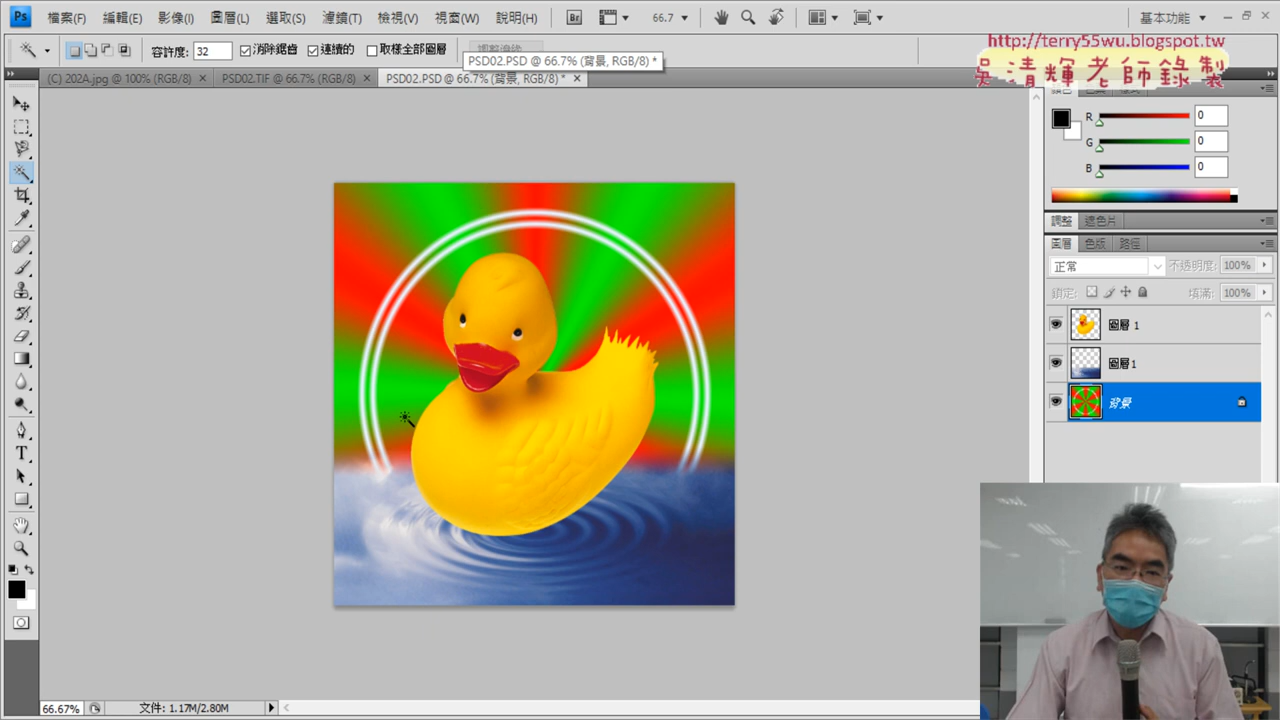 Ps 檔案(F) 編輯(E) 影像(I) 圖層(L) 選取(S) 濾鏡(T) 檢視(V) 視窗(W) 說明(H) Br 66.7 基本功能
容許度: 32 消除鋸齒 連續的 取樣全部圖層 調整邊緣...
http://terry55wu.blogspot.tw
吳清輝老師錄製
PSD02.PSD @ 66.7% (背景, RGB/8) *
(C) 202A.jpg @ 100% (RGB/8) PSD02.TIF @ 66.7% (RGB/8) PSD02.PSD @ 66.7% (背景, RGB/8) *
R 0
G 0
B 0
調整 遮色片
圖層 色版 路徑
正常 不透明度: 100%
鎖定: 填滿: 100%
圖層 1
圖層1
背景
T
66.67% 文件: 1.17M/2.80M